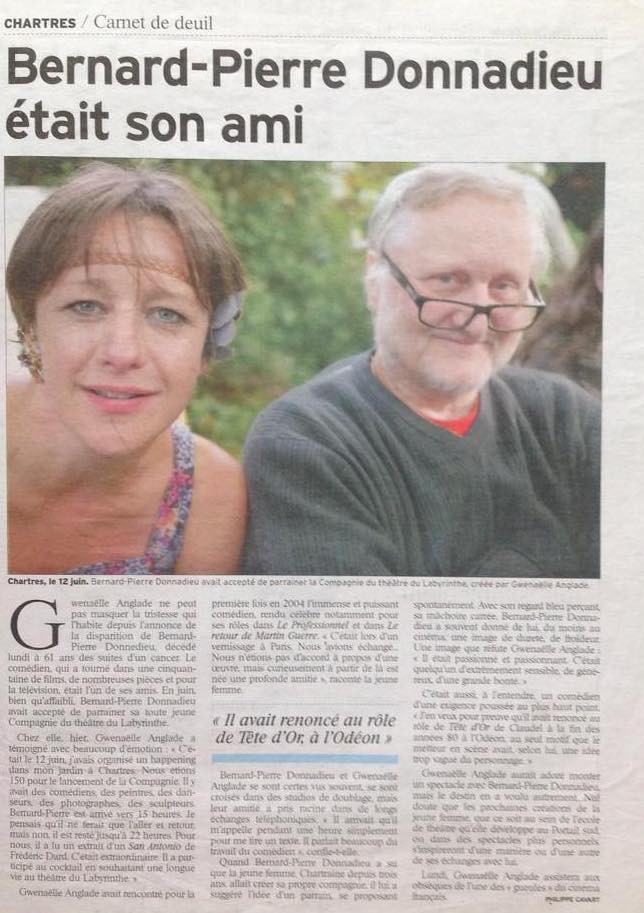 CHARTRES / Carnet de deuil
Bernard-Pierre Donnadieu
était son ami
Chartres, le 12 juin. Bernard-Pierre Donnadieu avait accepté de parrainer la Compagnie du théâtre du Labyrinthe, créée par Gwenaëlle Anglade.
Gwenaëlle Anglade ne peut
pas masquer la tristesse qui
l'habite depuis l'annonce de
la disparition de Bernard-
Pierre Donnedieu, décédé
lundi à 61 ans des suites d'un cancer. Le
comédien, qui a tourné dans une cinquan-
taine de films, de nombreuses pièces et pour
la télévision, était l'un de ses amis. En juin,
bien qu'affaibli, Bernard-Pierre Donnadieu
avait accepté de parrainer sa toute jeune
Compagnie du théâtre du Labyrinthe.
Chez elle, hier, Gwenaëlle Anglade a
témoigné avec beaucoup d'émotion : « C'é-
tait le 12 juin, j'avais organisé un happening
dans mon jardin à Chartres. Nous étions
150 pour le lancement de la Compagnie. Il y
avait des comédiens, des peintres, des dan-
seurs, des photographes, des sculpteurs.
Bernard-Pierre est arrivé vers 15 heures. Je
pensais qu'il ne ferait que l'aller et retour,
mais non, il est resté jusqu'à 22 heures. Pour
nous, il a lu un extrait d'un San Antonio de
Frédéric Dard. C'était extraordinaire. Il a par-
ticipé au cocktail en souhaitant une longue
vie au théâtre du Labyrinthe. »
Gwenaëlle Anglade avait rencontré pour la
première fois en 2004 l'immense et puissant
comédien, rendu célèbre notamment pour
ses rôles dans Le Professionnel et dans Le
retour de Martin Guerre. « C'était lors d'un
vernissage à Paris. Nous avions échangé...
Nous n'étions pas d'accord à propos d'une
œuvre, mais curieusement à partir de là est
née une profonde amitié », raconte la jeune
femme.
« Il avait renoncé au rôle
de Tête d'Or, à l'Odéon »
Bernard-Pierre Donnadieu et Gwenaëlle
Anglade se sont certes vus souvent, se sont
croisés dans des studios de doublage, mais
leur amitié a pris racine dans de longs
échanges téléphoniques. « Il arrivait qu'il
m'appelle pendant une heure simplement
pour me lire un texte. Il parlait beaucoup du
travail du comédien », confie-t-elle.
Quand Bernard-Pierre Donnadieu a su
que la jeune femme, Chartraine depuis trois
ans, allait créer sa propre compagnie, il lui a
suggéré l'idée d'un parrain, se proposant
spontanément. Avec son regard bleu perçant,
sa mâchoire carrée, Bernard-Pierre Donna-
dieu a souvent donné de lui, du moins au
cinéma, une image de dureté, de froideur.
Une image que réfute Gwenaëlle Anglade :
« Il était passionné et passionnant. C'était
quelqu'un d'extrêmement sensible, de géné-
reux, d'une grande bonté. »
C'était aussi, à l'entendre, un comédien
d'une exigence poussée au plus haut point.
« J'en veux pour preuve qu'il avait renoncé au
rôle de Tête d'Or de Claudel à la fin des
années 80 à l'Odéon, au seul motif que le
metteur en scène avait, selon lui, une idée
trop vague du personnage. »
Gwenaëlle Anglade aurait adoré monter
un spectacle avec Bernard-Pierre Donnadieu,
mais le destin en a voulu autrement. Nul
doute que les prochaines créations de la
jeune femme, que ce soit au sein de l'école
de théâtre qu'elle développe au Portail sud,
ou dans des spectacles plus personnels,
s'inspireront d'une manière ou d'une autre
de ses échanges avec lui.
Lundi, Gwenaëlle Anglade assistera aux
obsèques de l'une des « gueules » du cinéma
français.
PHILIPPE CAVART